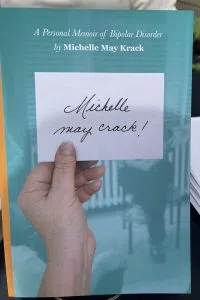 A Personal Memoir of Bipolar Disorder
by Michelle May Krack
Michelle
may crack!